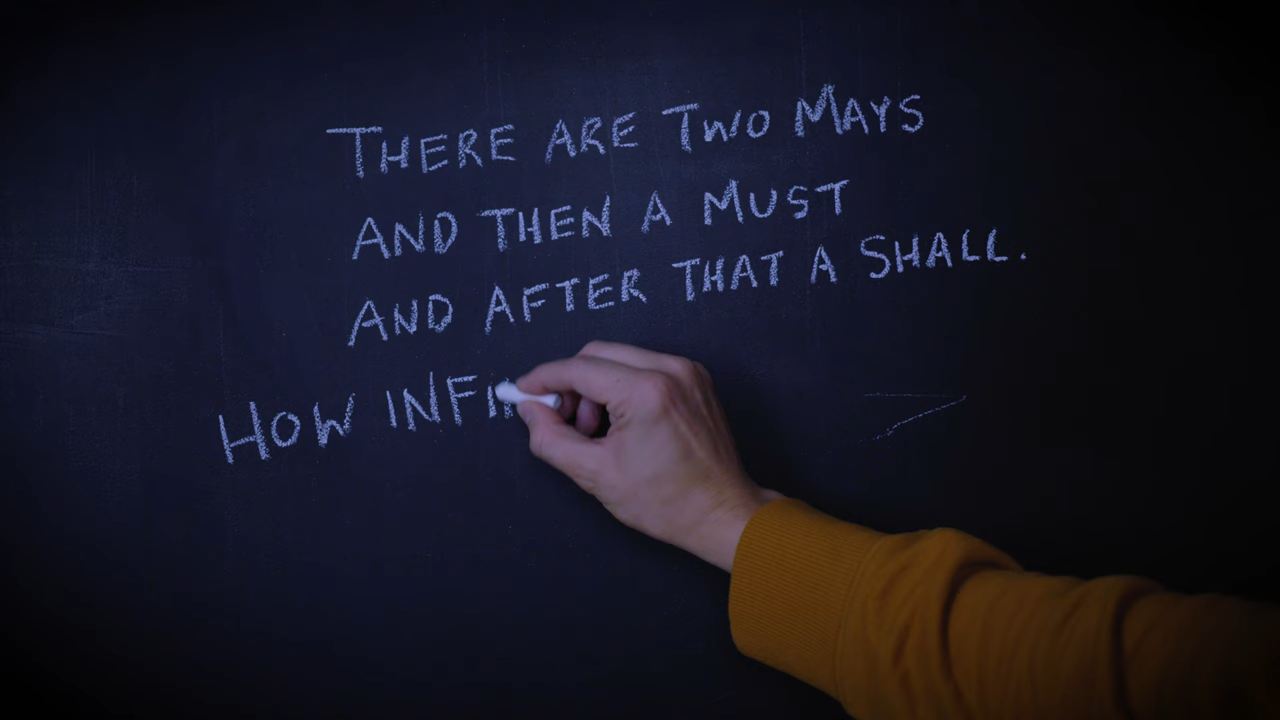 THERE ARE TWO MAYS
AND THEN A MUST
AND AFTER THAT A SHALL.
HOW INFI